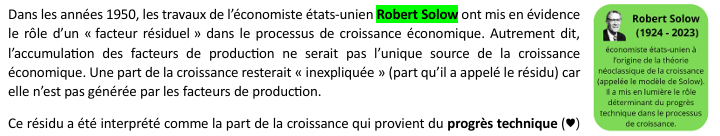 Dans les années 1950, les travaux de l'économiste états-unien Robert Solow ont mis en évidence
le rôle d'un « facteur résiduel » dans le processus de croissance économique. Autrement dit,
l'accumulation des facteurs de production ne serait pas l'unique source de la croissance
économique. Une part de la croissance resterait « inexpliquée » (part qu'il a appelé le résidu) car
elle n'est pas générée par les facteurs de production.
Ce résidu a été interprété comme la part de la croissance qui provient du progrès technique (♥)
Robert Solow
(1924 - 2023)
économiste états-unien à
l'origine de la théorie
néoclassique de la croissance
(appelée le modèle de Solow).
Il a mis en lumière le rôle
déterminant du progrès
technique dans le processus
de croissance.